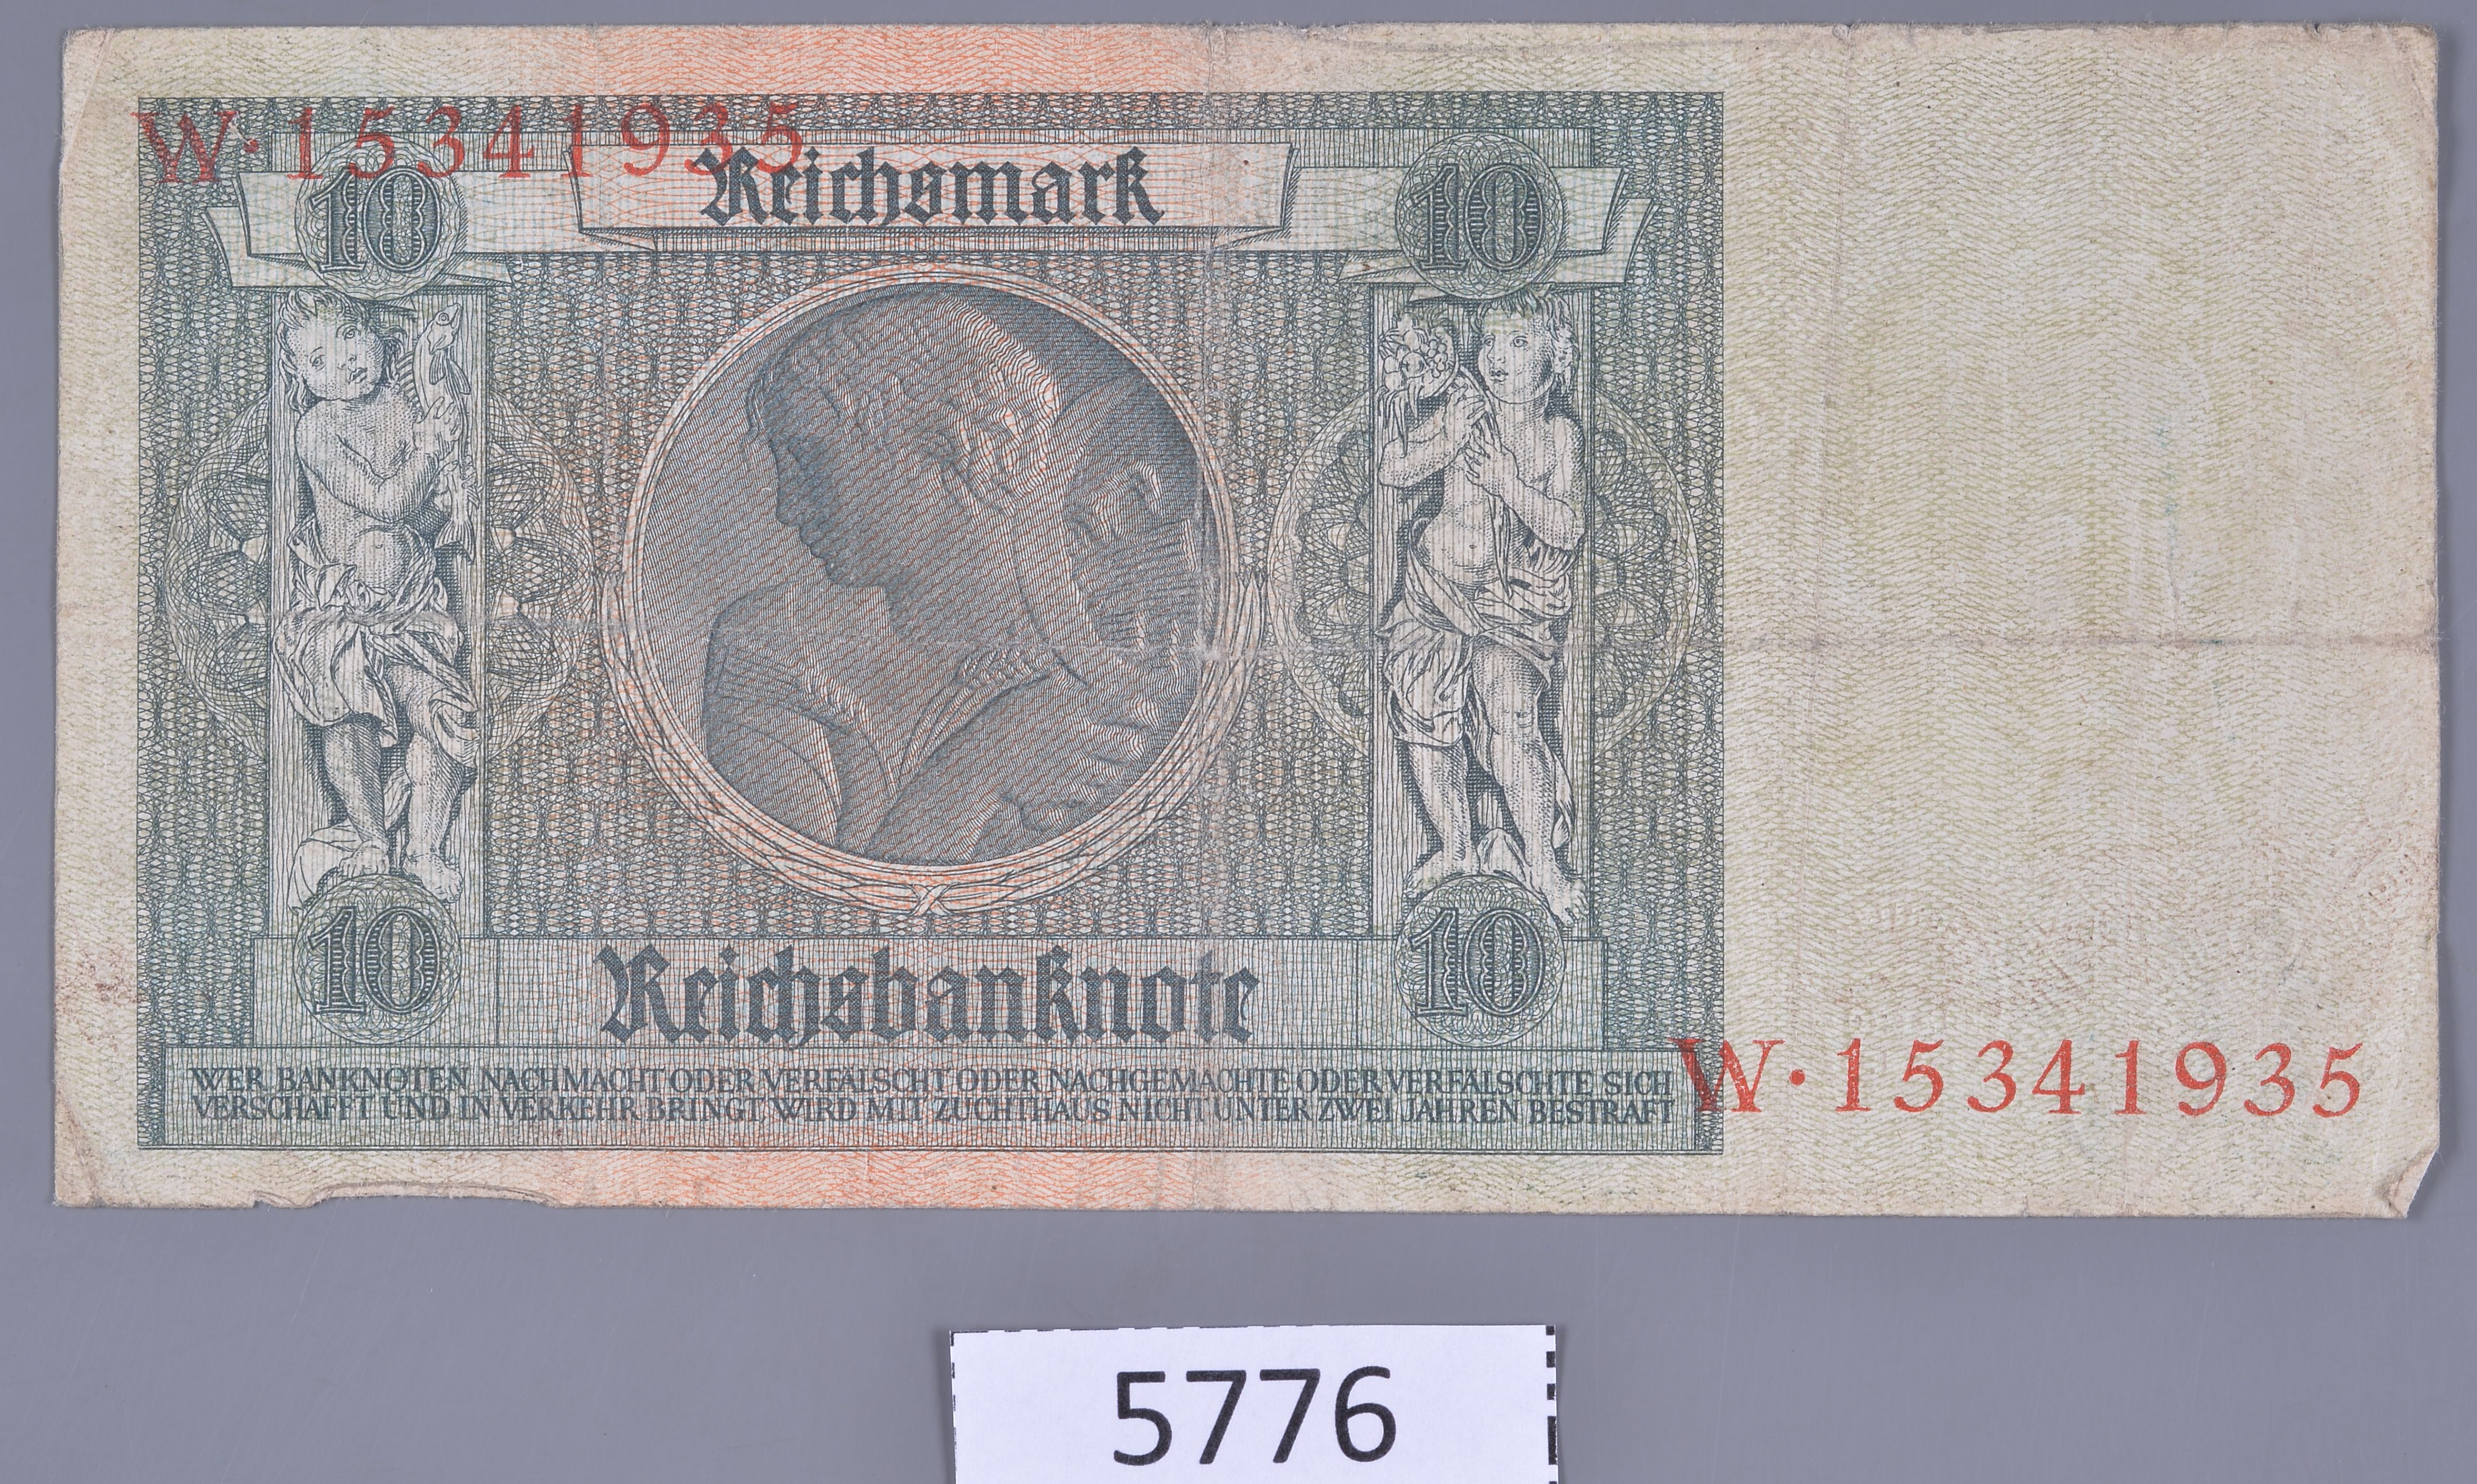 W·15341935
10 Reichsmark 10
10 Reichsbanknote 10
W·15341935
WER BANKNOTEN NACHMACHT ODER VERFÄLSCHT ODER NACHGEMACHTE ODER VERFÄLSCHTE SICH
VERSCHAFFT UND IN VERKEHR BRINGT, WIRD MIT ZUCHTHAUS NICHT UNTER ZWEI JAHREN BESTRAFT
5776